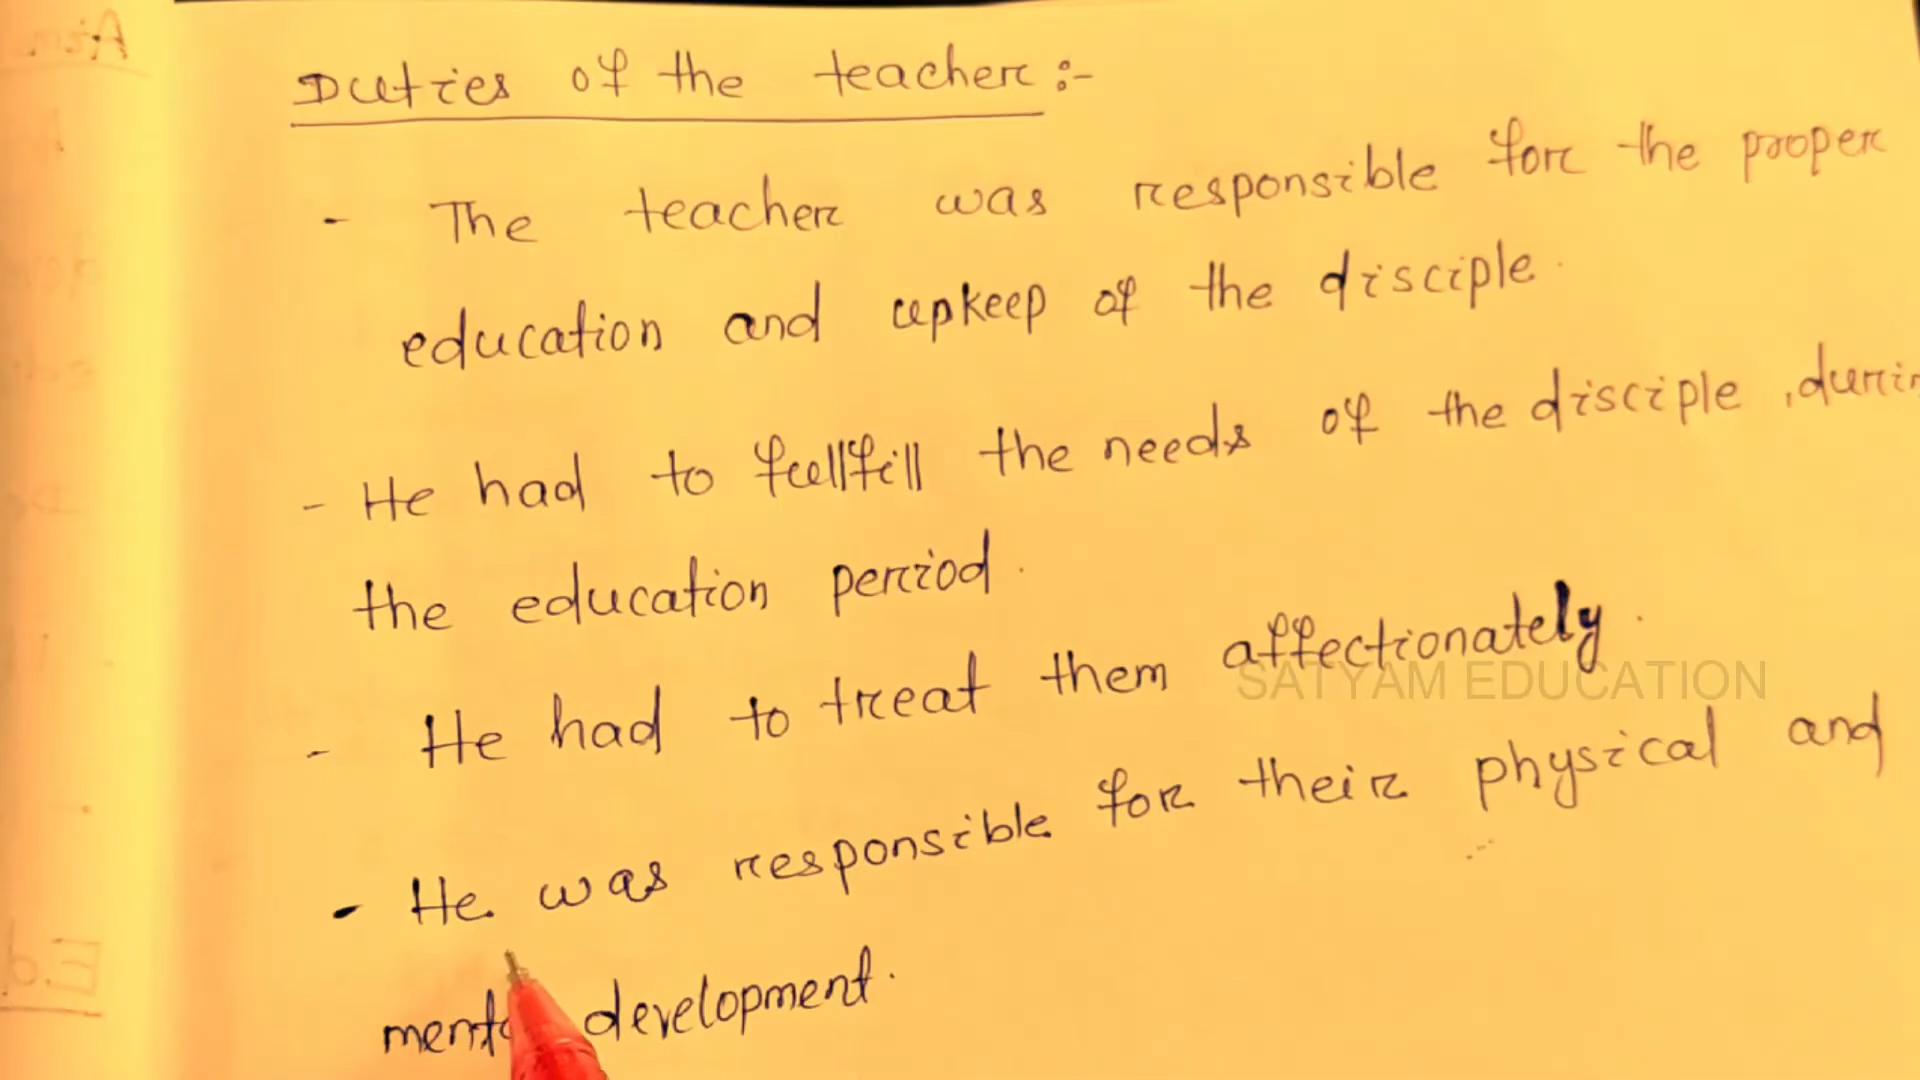 Duties of the teacher :-
- The teacher was responsible for the proper
education and upkeep of the disciple.
- He had to fullfill the needs of the disciple, durin
the education period.
- He had to treat them affectionately.
SATYAM EDUCATION
- He was responsible for their physical and
development.